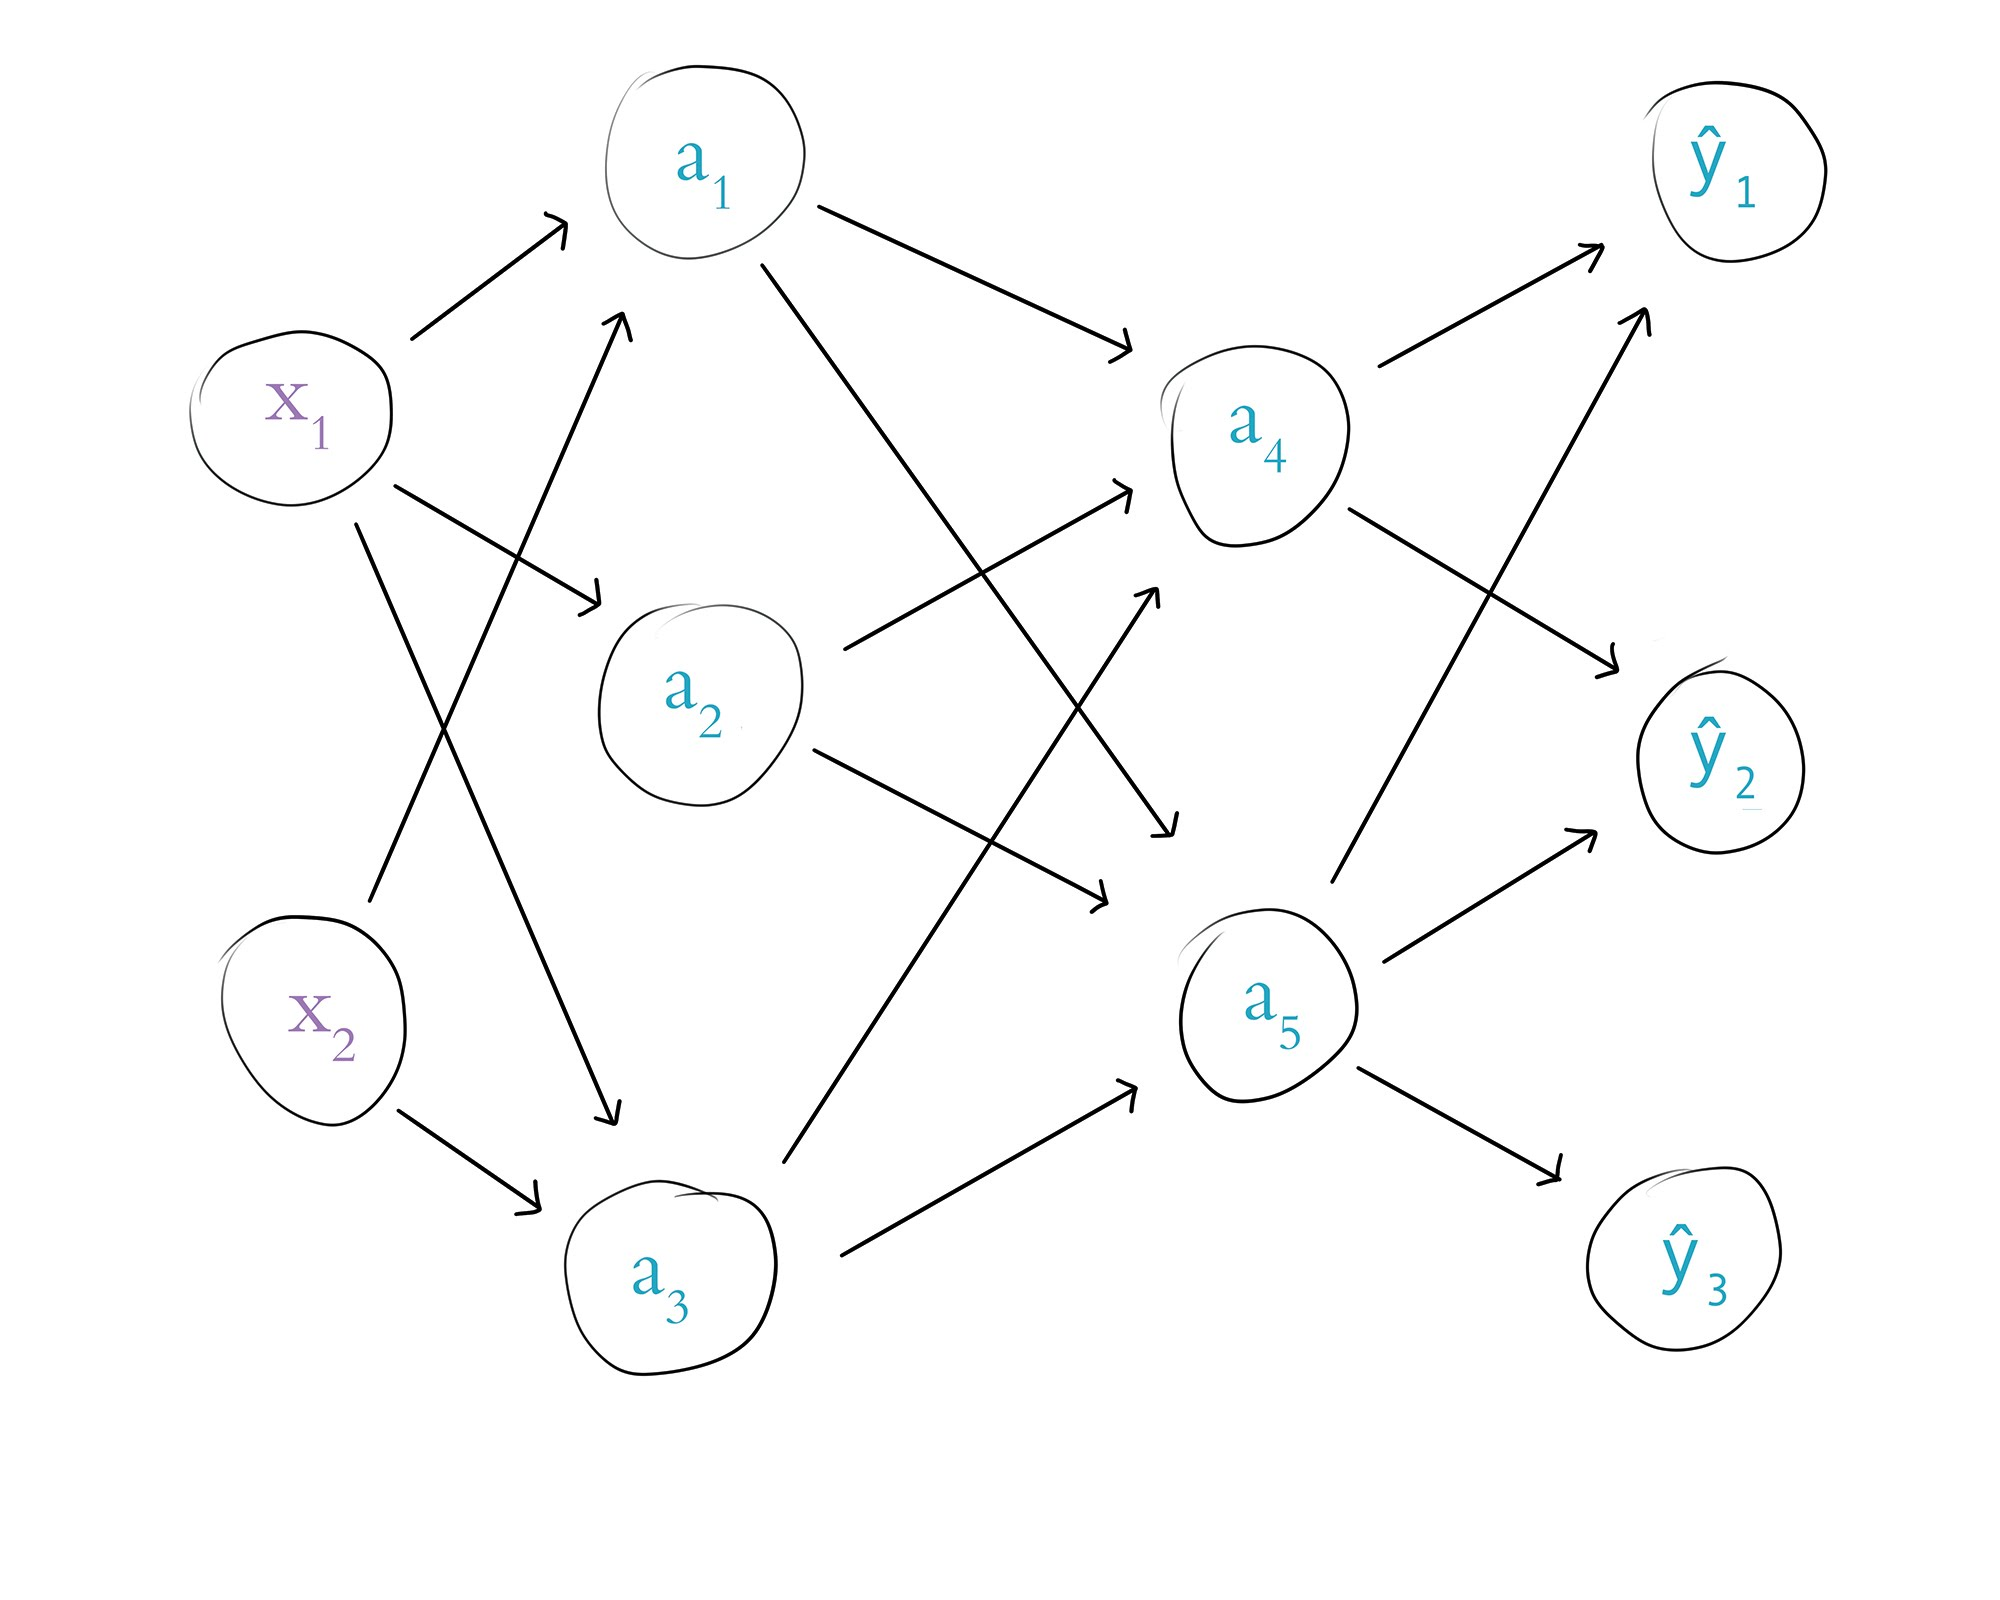 a₁
ŷ₁
x₁
a₄
a₂
ŷ₂
x₂
a₅
a₃
ŷ₃